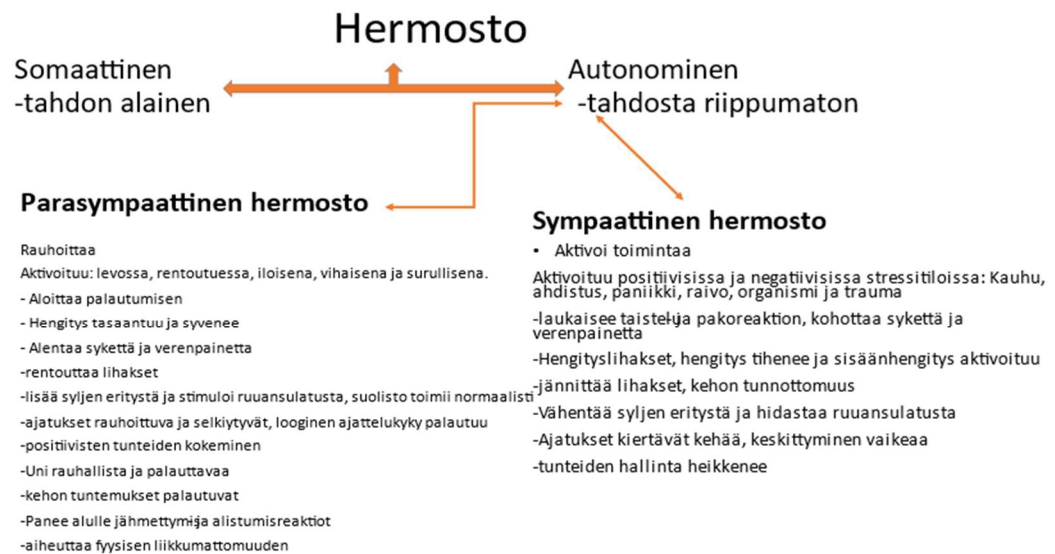 Hermosto
Somaattinen
-tahdon alainen
Autonominen
-tahdosta riippumaton
Parasympaattinen hermosto
Rauhoittaa
Aktivoituu: levossa, rentoutuessa, iloisena, vihaisena ja surullisena.
- Aloittaa palautumisen
- Hengitys tasaantuu ja syvenee
- Alentaa sykettä ja verenpainetta
-rentouttaa lihakset
-lisää syljen eritystä ja stimuloi ruuansulatusta, suolisto toimii normaalisti
-ajatukset rauhoittuva ja selkiytyvät, looginen ajattelukyky palautuu
-positiivisten tunteiden kokeminen
-Uni rauhallista ja palauttavaa
-kehon tuntemukset palautuvat
-Panee alulle jähmettymis- ja alistumisreaktiot
-aiheuttaa fyysisen liikkumattomuuden
Sympaattinen hermosto
• Aktivoi toimintaa
Aktivoituu positiivisissa ja negatiivisissa stressitiloissa: Kauhu,
ahdistus, paniikki, raivo, organismi ja trauma
-laukaisee taistelu- ja pakoreaktion, kohottaa sykettä ja
verenpainetta
-Hengityslihakset, hengitys tihenee ja sisäänhengitys aktivoituu
-jännittää lihakset, kehon tunnottomuus
-Vähentää syljen eritystä ja hidastaa ruuansulatusta
-Ajatukset kiertävät kehää, keskittyminen vaikeaa
-tunteiden hallinta heikkenee